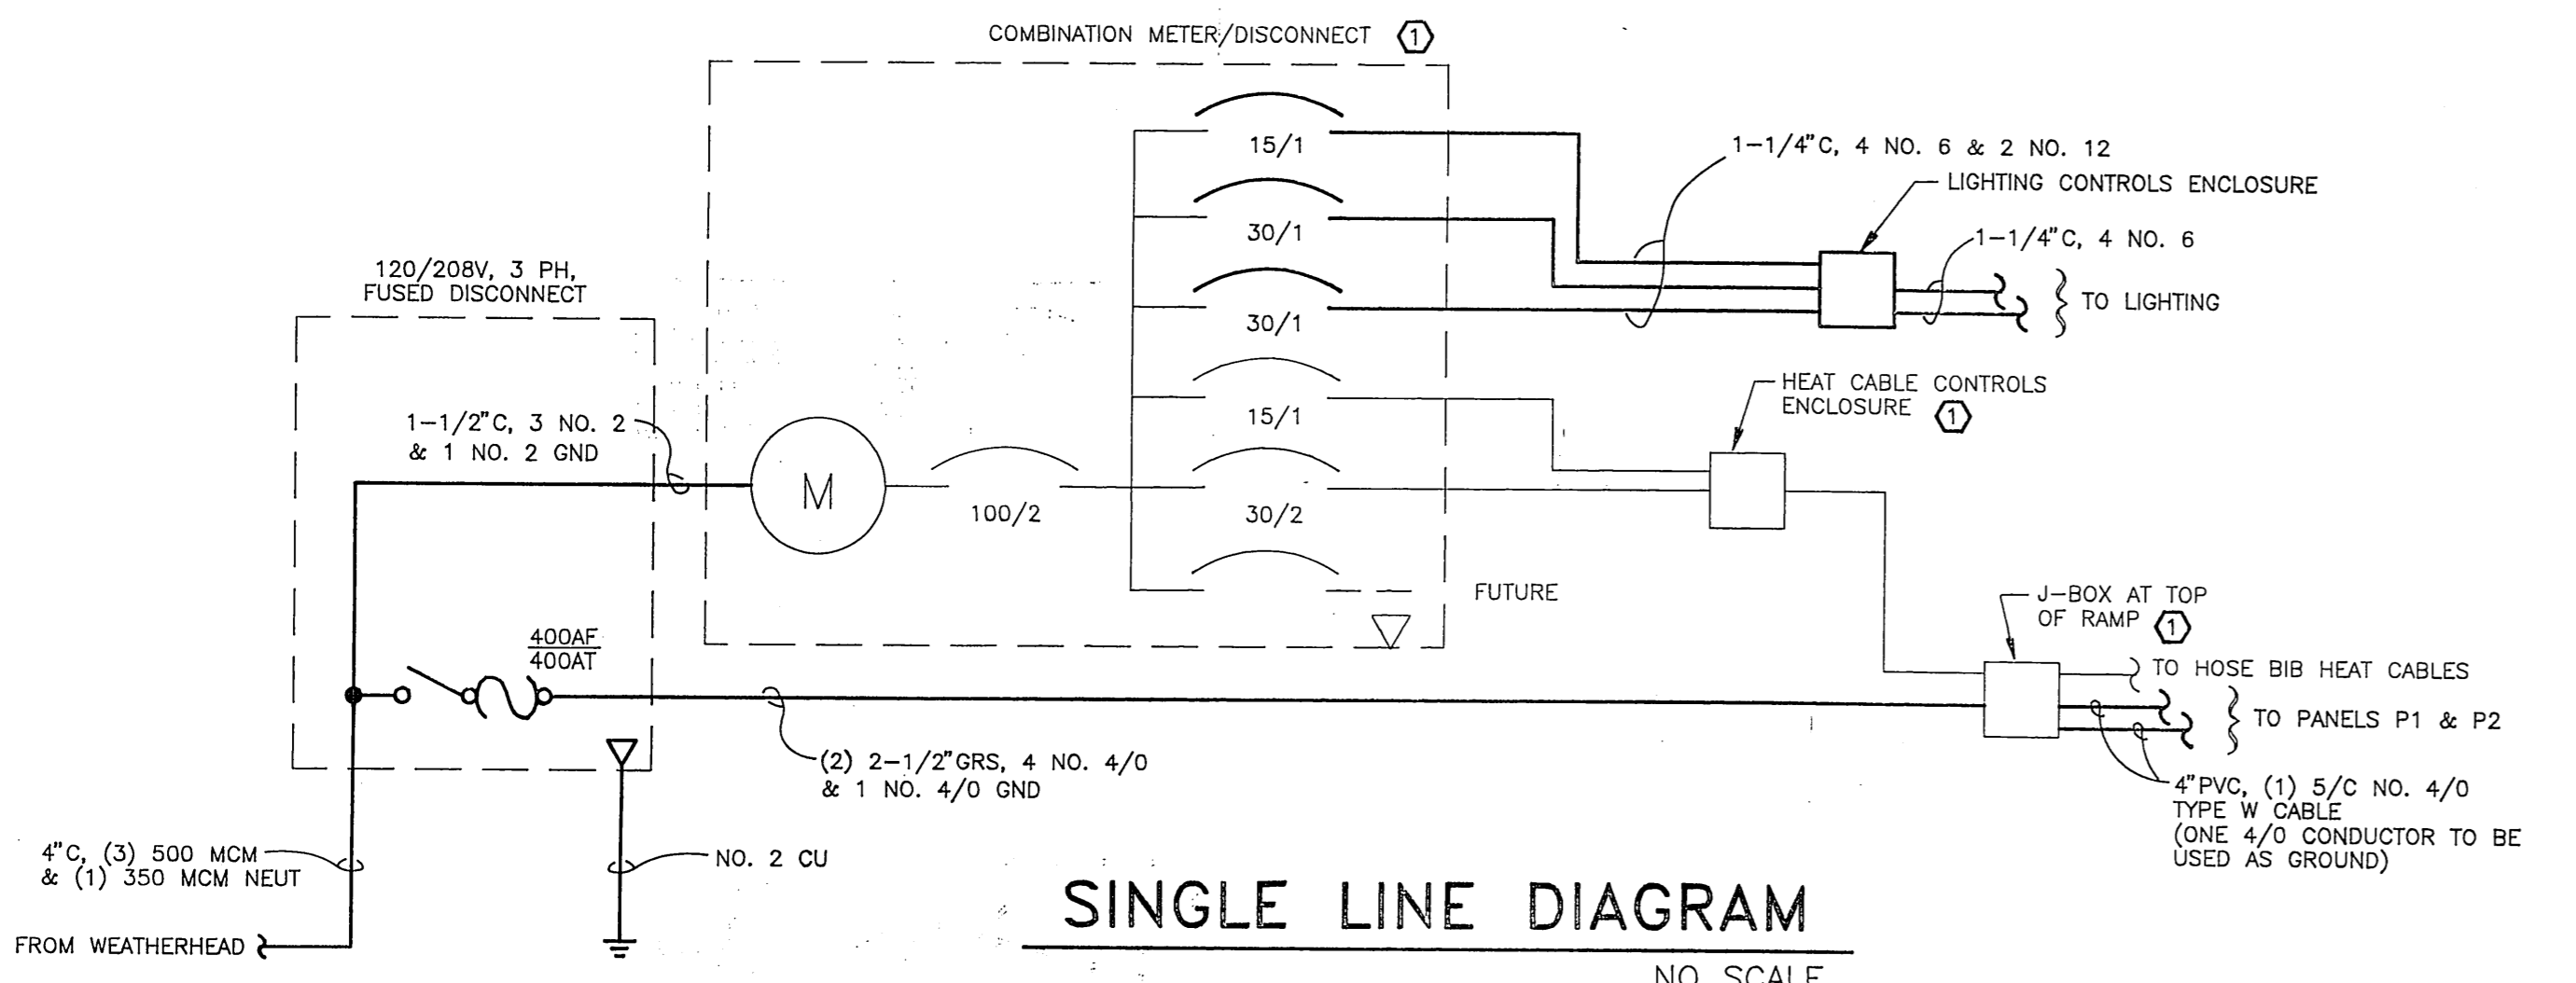 COMBINATION METER/DISCONNECT 1
15/1
30/1
30/1
15/1
30/2
100/2
M
FUTURE
120/208V, 3 PH,
FUSED DISCONNECT
1-1/2"C, 3 NO. 2
& 1 NO. 2 GND
400AF
400AT
1-1/4"C, 4 NO. 6 & 2 NO. 12
LIGHTING CONTROLS ENCLOSURE
1-1/4"C, 4 NO. 6
TO LIGHTING
HEAT CABLE CONTROLS
ENCLOSURE 1
J-BOX AT TOP
OF RAMP 1
TO HOSE BIB HEAT CABLES
TO PANELS P1 & P2
4"PVC, (1) 5/C NO. 4/0
TYPE W CABLE
(ONE 4/0 CONDUCTOR TO BE
USED AS GROUND)
(2) 2-1/2"GRS, 4 NO. 4/0
& 1 NO. 4/0 GND
4"C, (3) 500 MCM
& (1) 350 MCM NEUT
NO. 2 CU
FROM WEATHERHEAD
SINGLE LINE DIAGRAM
NO SCALE